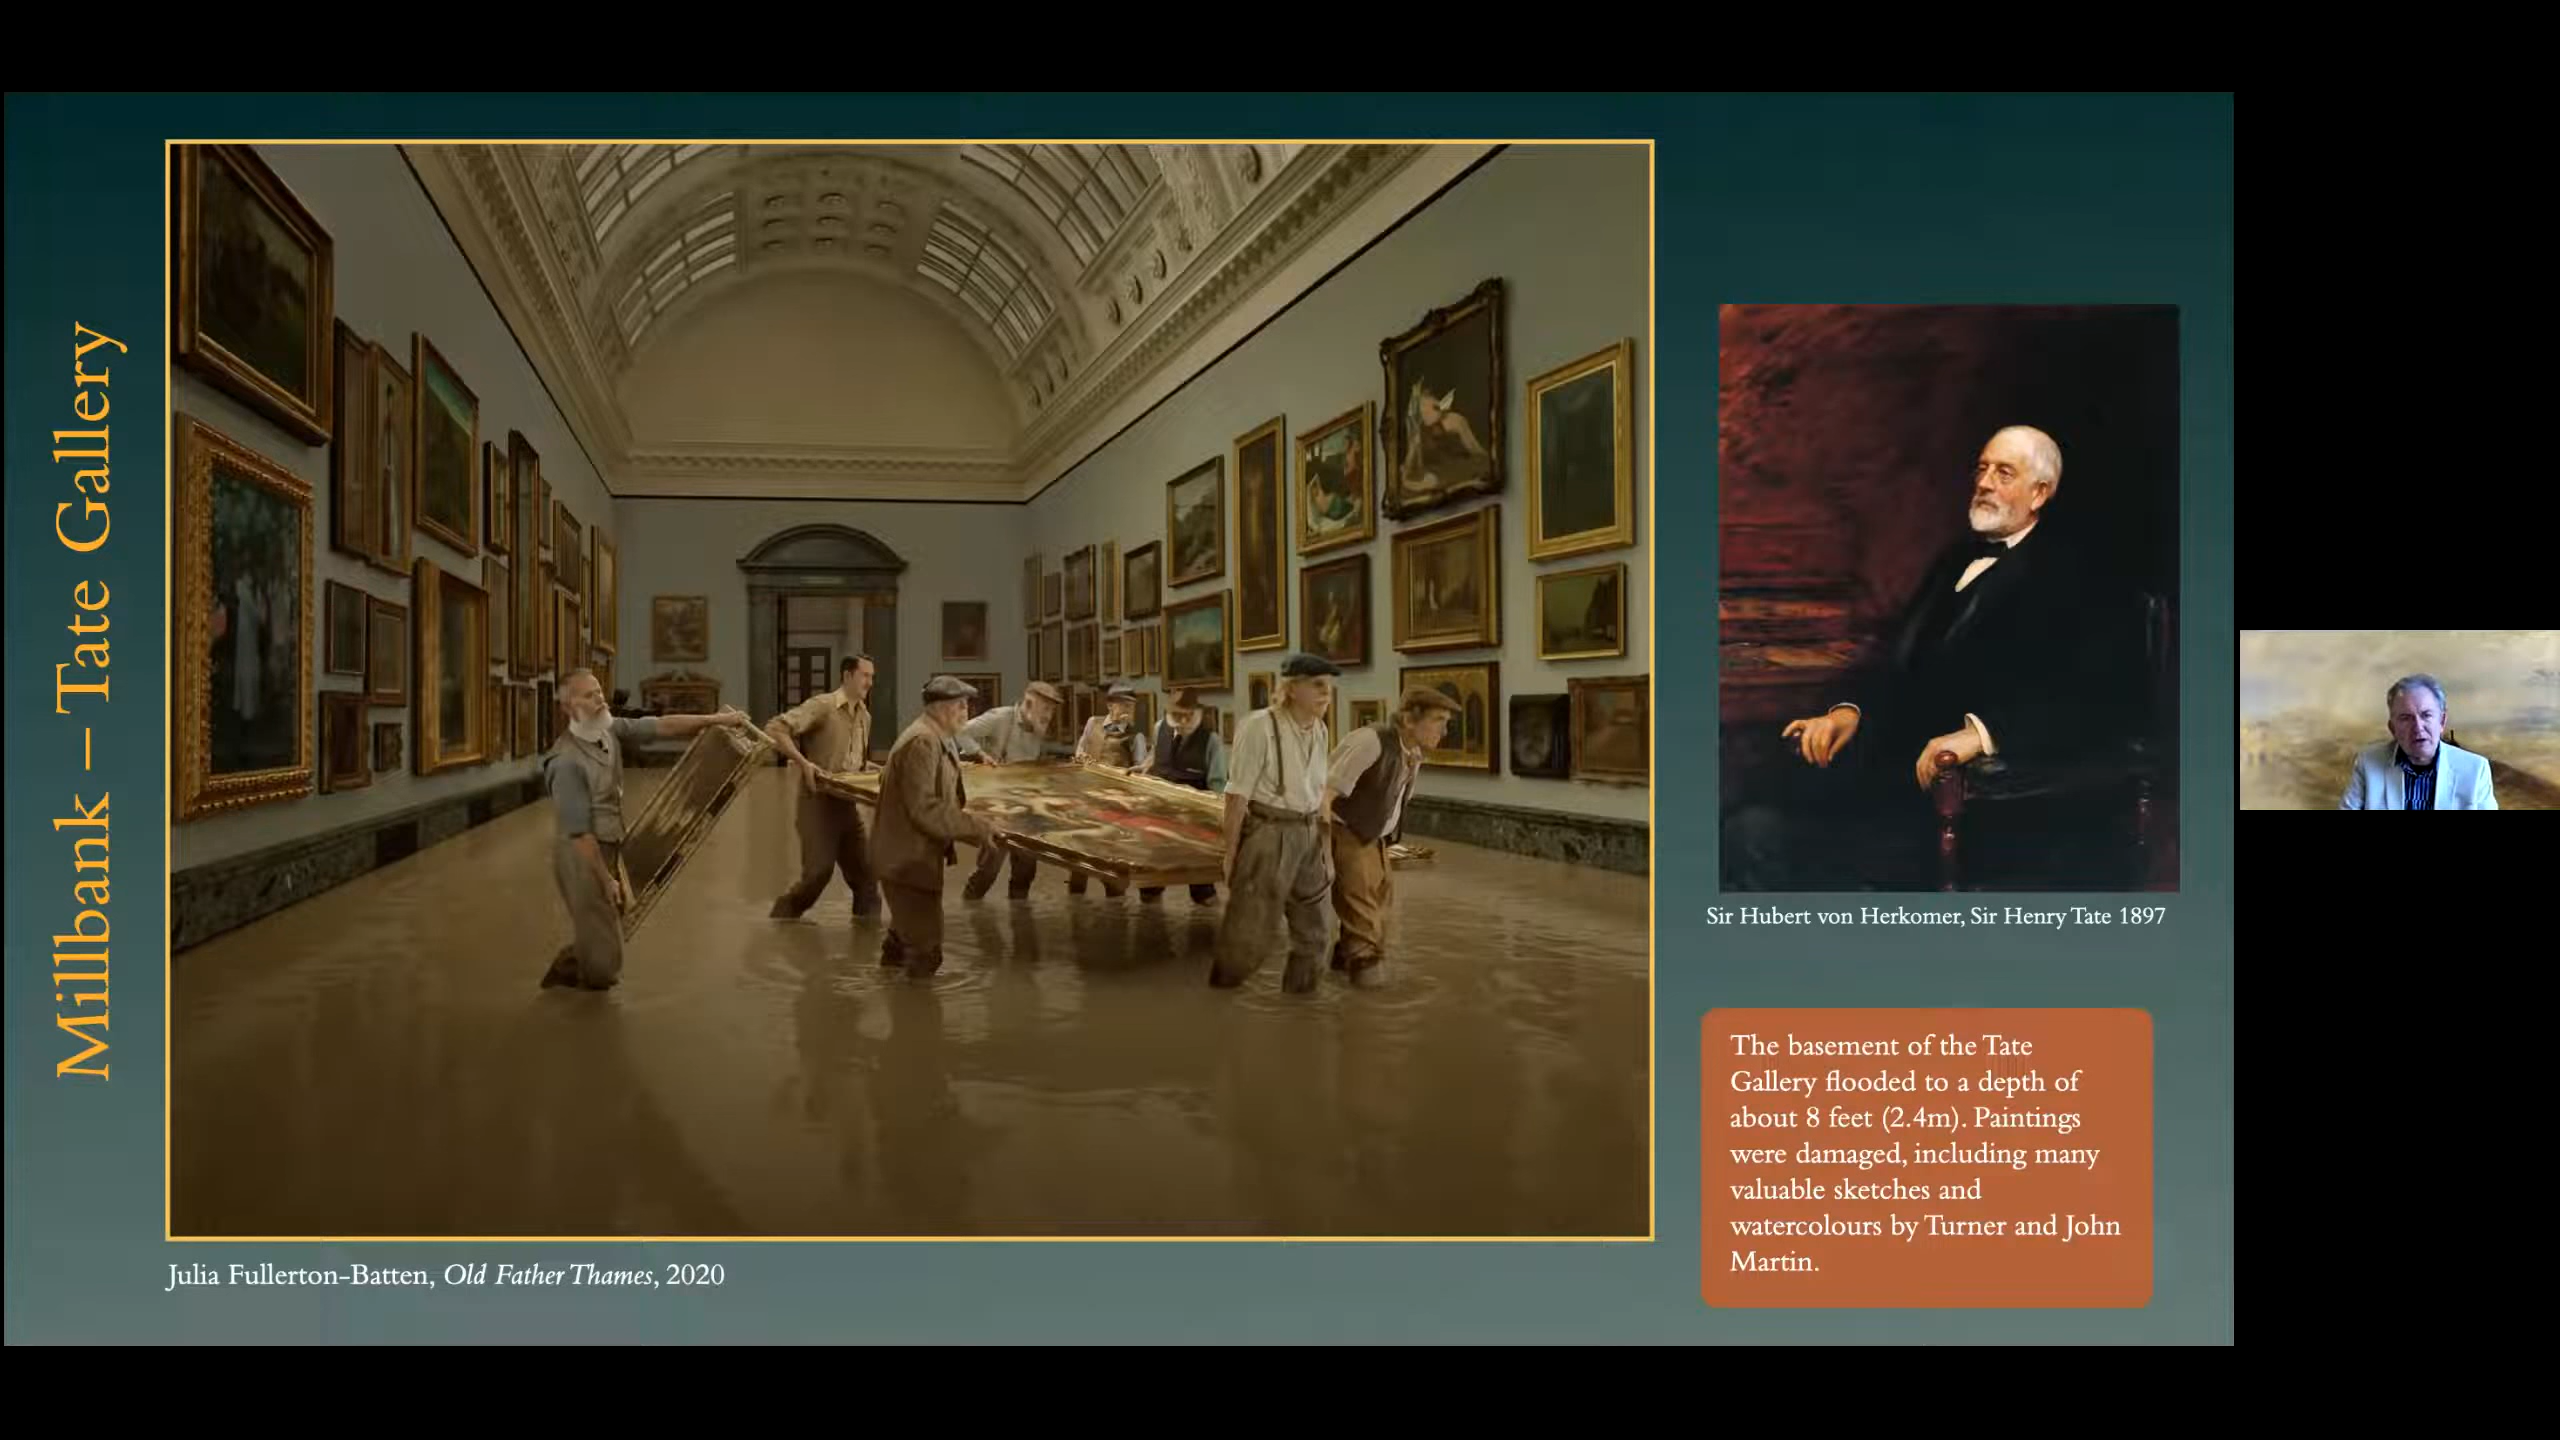 Millbank – Tate Gallery
Sir Hubert von Herkomer, Sir Henry Tate 1897
The basement of the Tate
Gallery flooded to a depth of
about 8 feet (2.4m). Paintings
were damaged, including many
valuable sketches and
watercolours by Turner and John
Martin.
Julia Fullerton-Batten, Old Father Thames, 2020